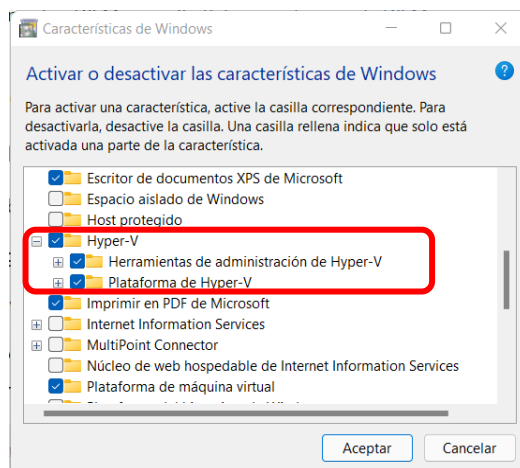 Características de Windows
Activar o desactivar las características de Windows
Para activar una característica, active la casilla correspondiente. Para
desactivarla, desactive la casilla. Una casilla rellena indica que solo está
activada una parte de la característica.
Escritor de documentos XPS de Microsoft
Espacio aislado de Windows
Host protegido
Hyper-V
Herramientas de administración de Hyper-V
Plataforma de Hyper-V
Imprimir en PDF de Microsoft
Internet Information Services
MultiPoint Connector
Núcleo de web hospedable de Internet Information Services
Plataforma de máquina virtual
Aceptar Cancelar